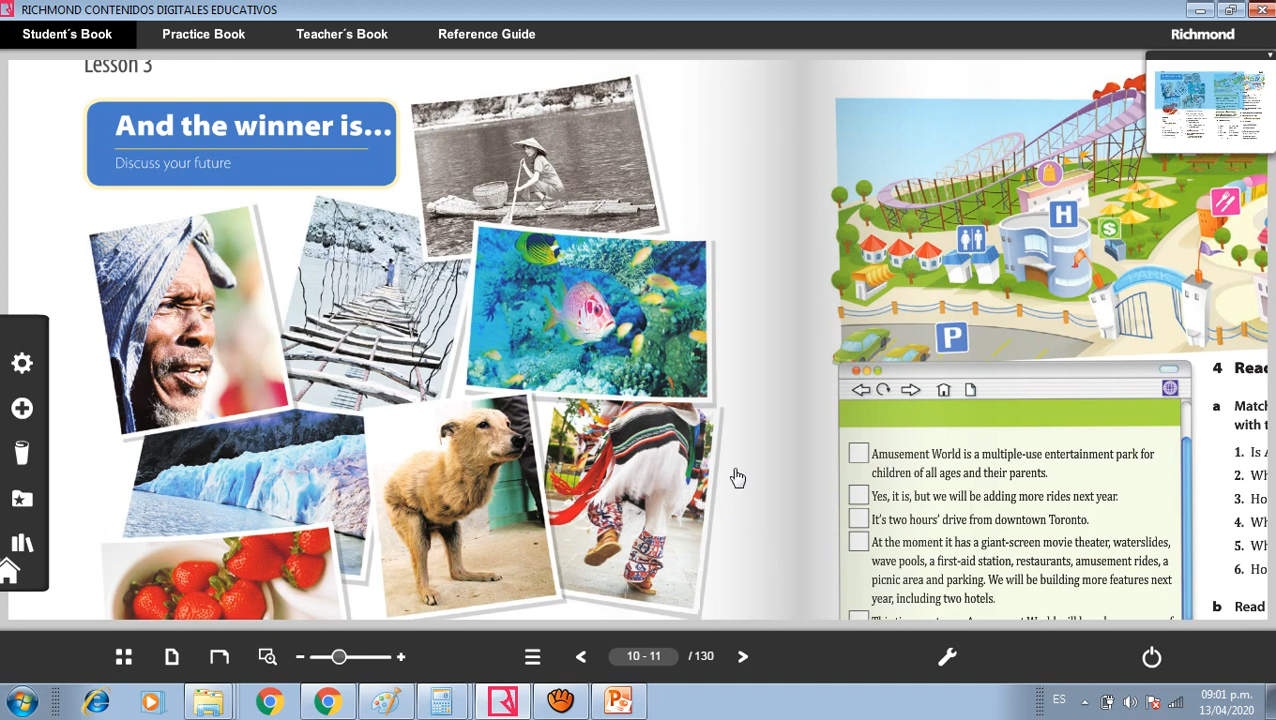 RICHMOND CONTENIDOS DIGITALES EDUCATIVOS
Student´s Book
Practice Book
Teacher´s Book
Reference Guide
Richmond
Lesson 3
And the winner is...
Discuss your future
H
$
P
Amusement World is a multiple-use entertainment park for
children of all ages and their parents.
Yes, it is, but we will be adding more rides next year.
It's two hours' drive from downtown Toronto.
At the moment it has a giant-screen movie theater, waterslides,
wave pools, a first-aid station, restaurants, amusement rides, a
picnic area and parking. We will be building more features next
year, including two hotels.
4 Read
a Matc
with t
1. Is A
2. Wh
3. Ho
4. Wh
5. Wh
6. Ho
b Read
10 - 11 / 130
ES
09:01 p.m.
13/04/2020